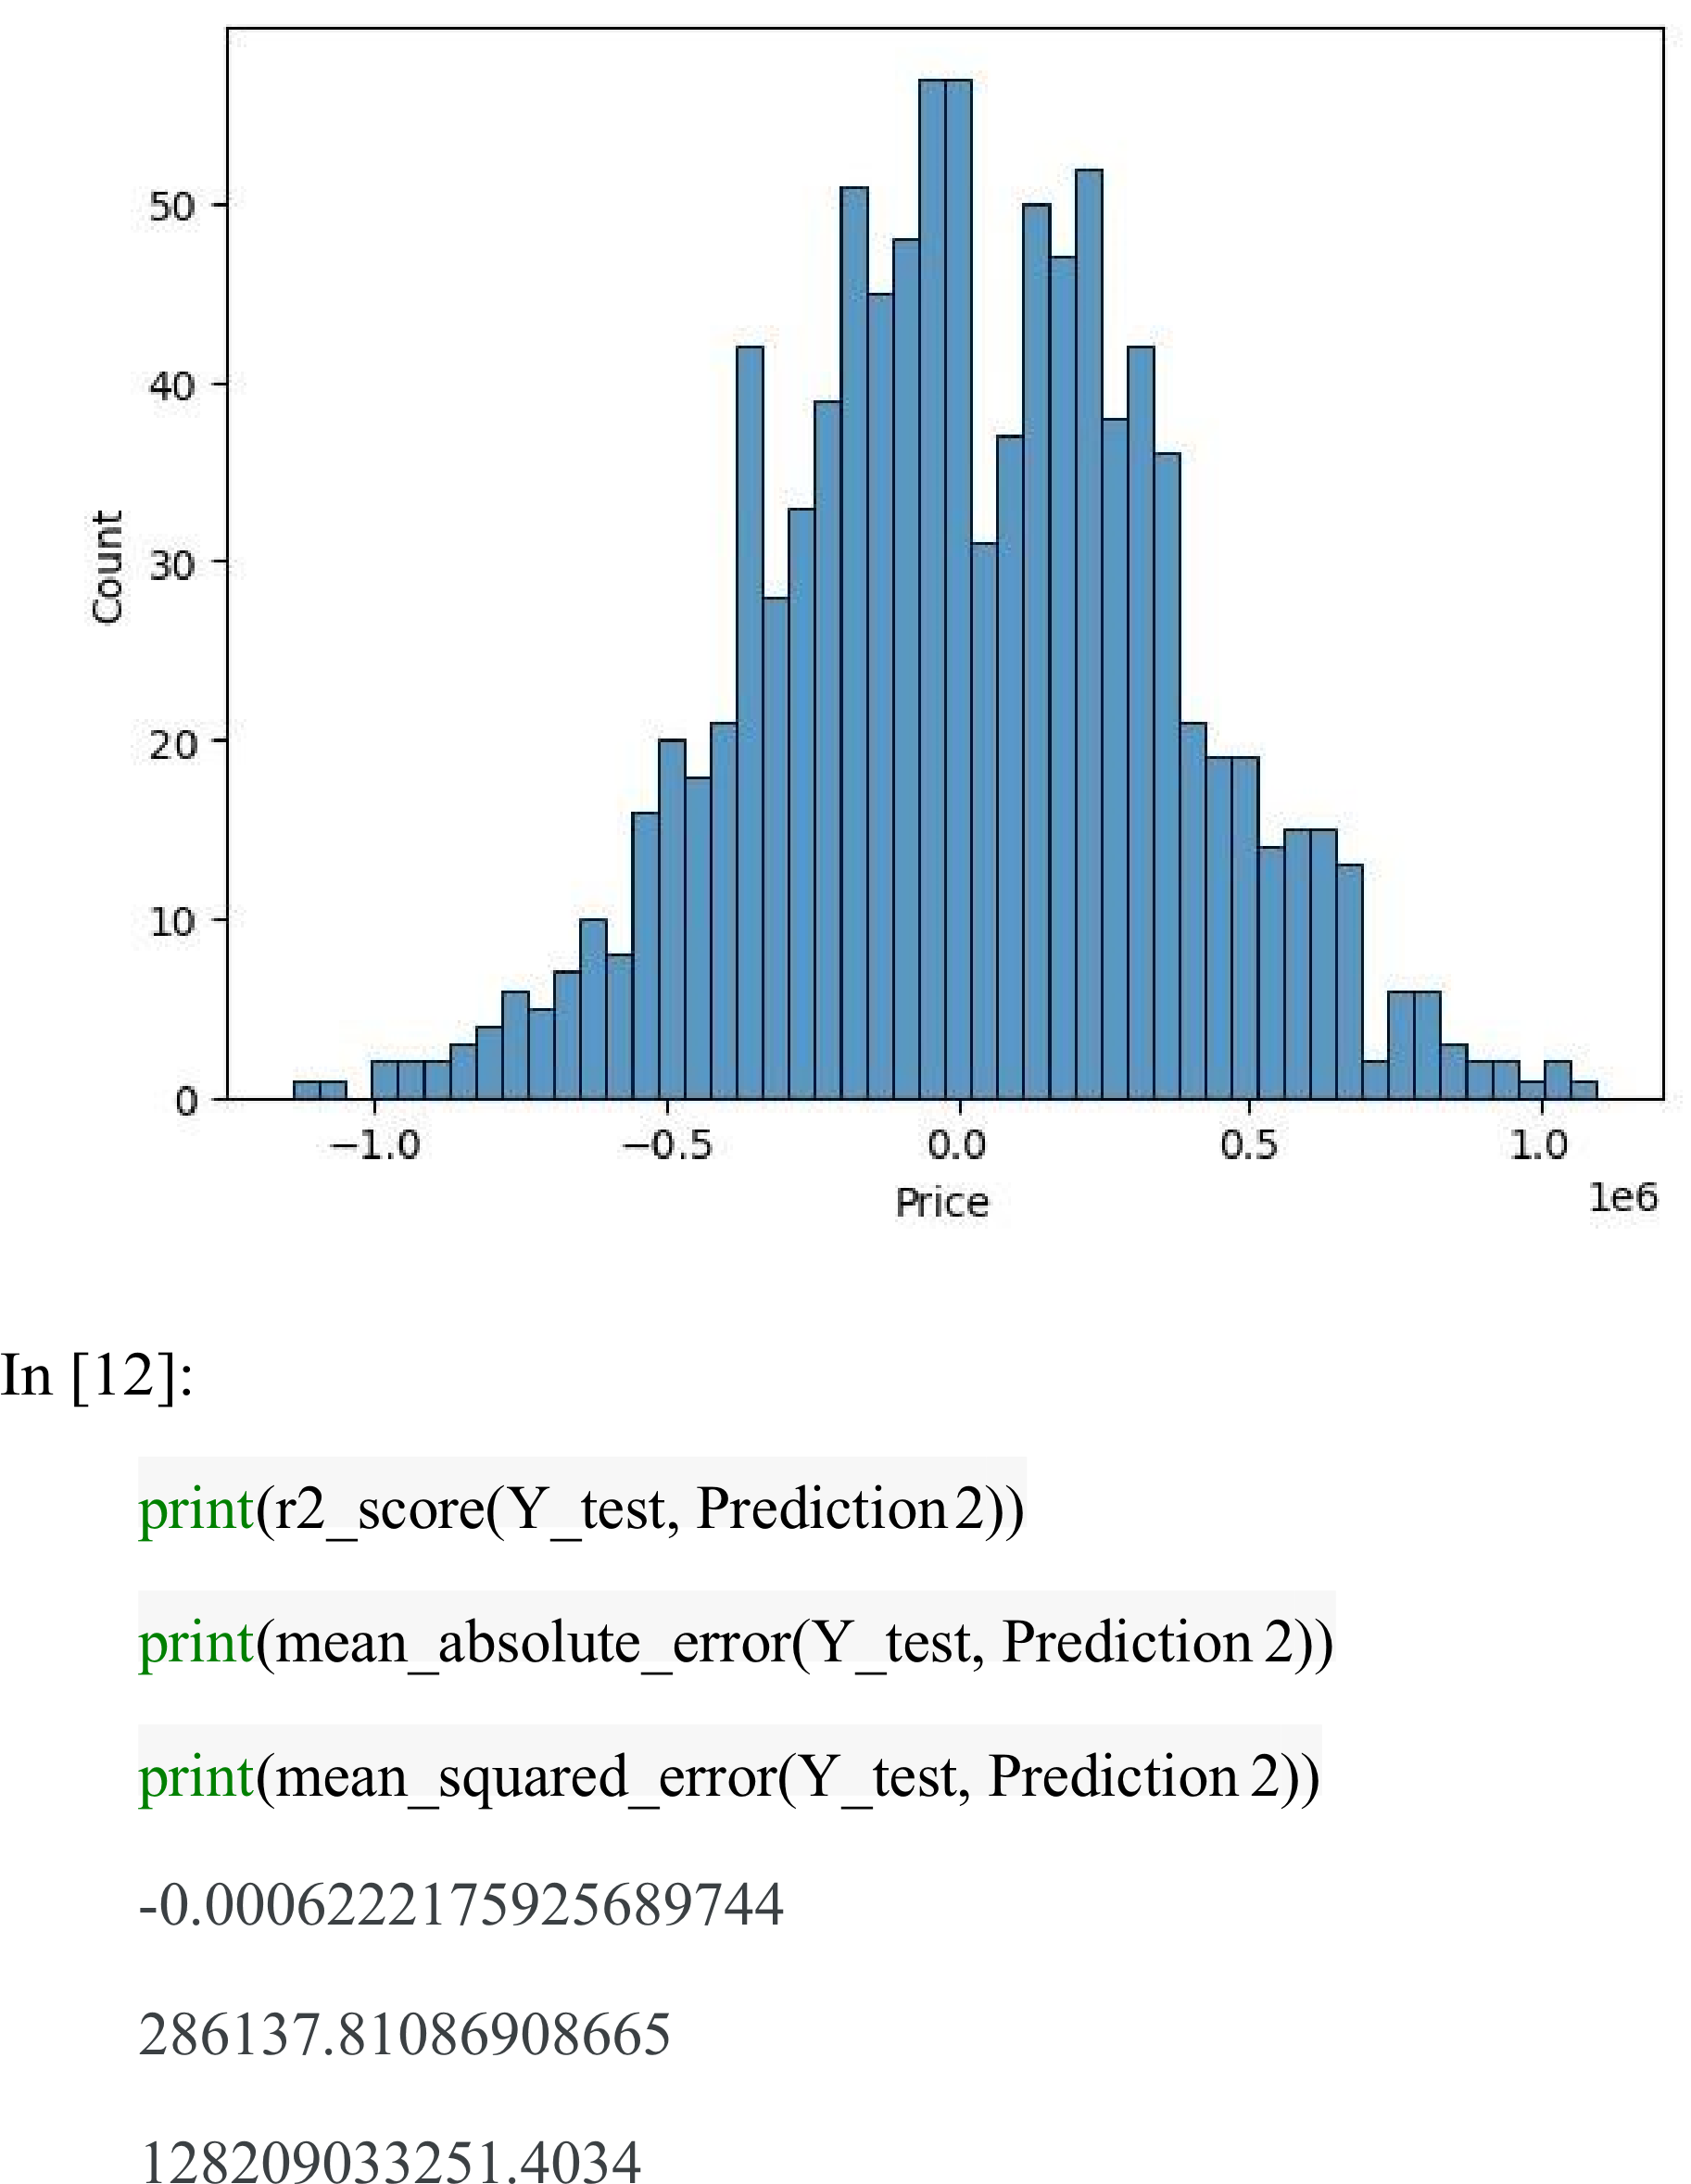 50
40
30
20
10
0
Count
−1.0 −0.5 0.0 0.5 1.0
Price
1e6
In [12]:
print(r2_score(Y_test, Prediction2))
print(mean_absolute_error(Y_test, Prediction 2))
print(mean_squared_error(Y_test, Prediction 2))
-0.0006222175925689744
286137.81086908665
128209033251.4034